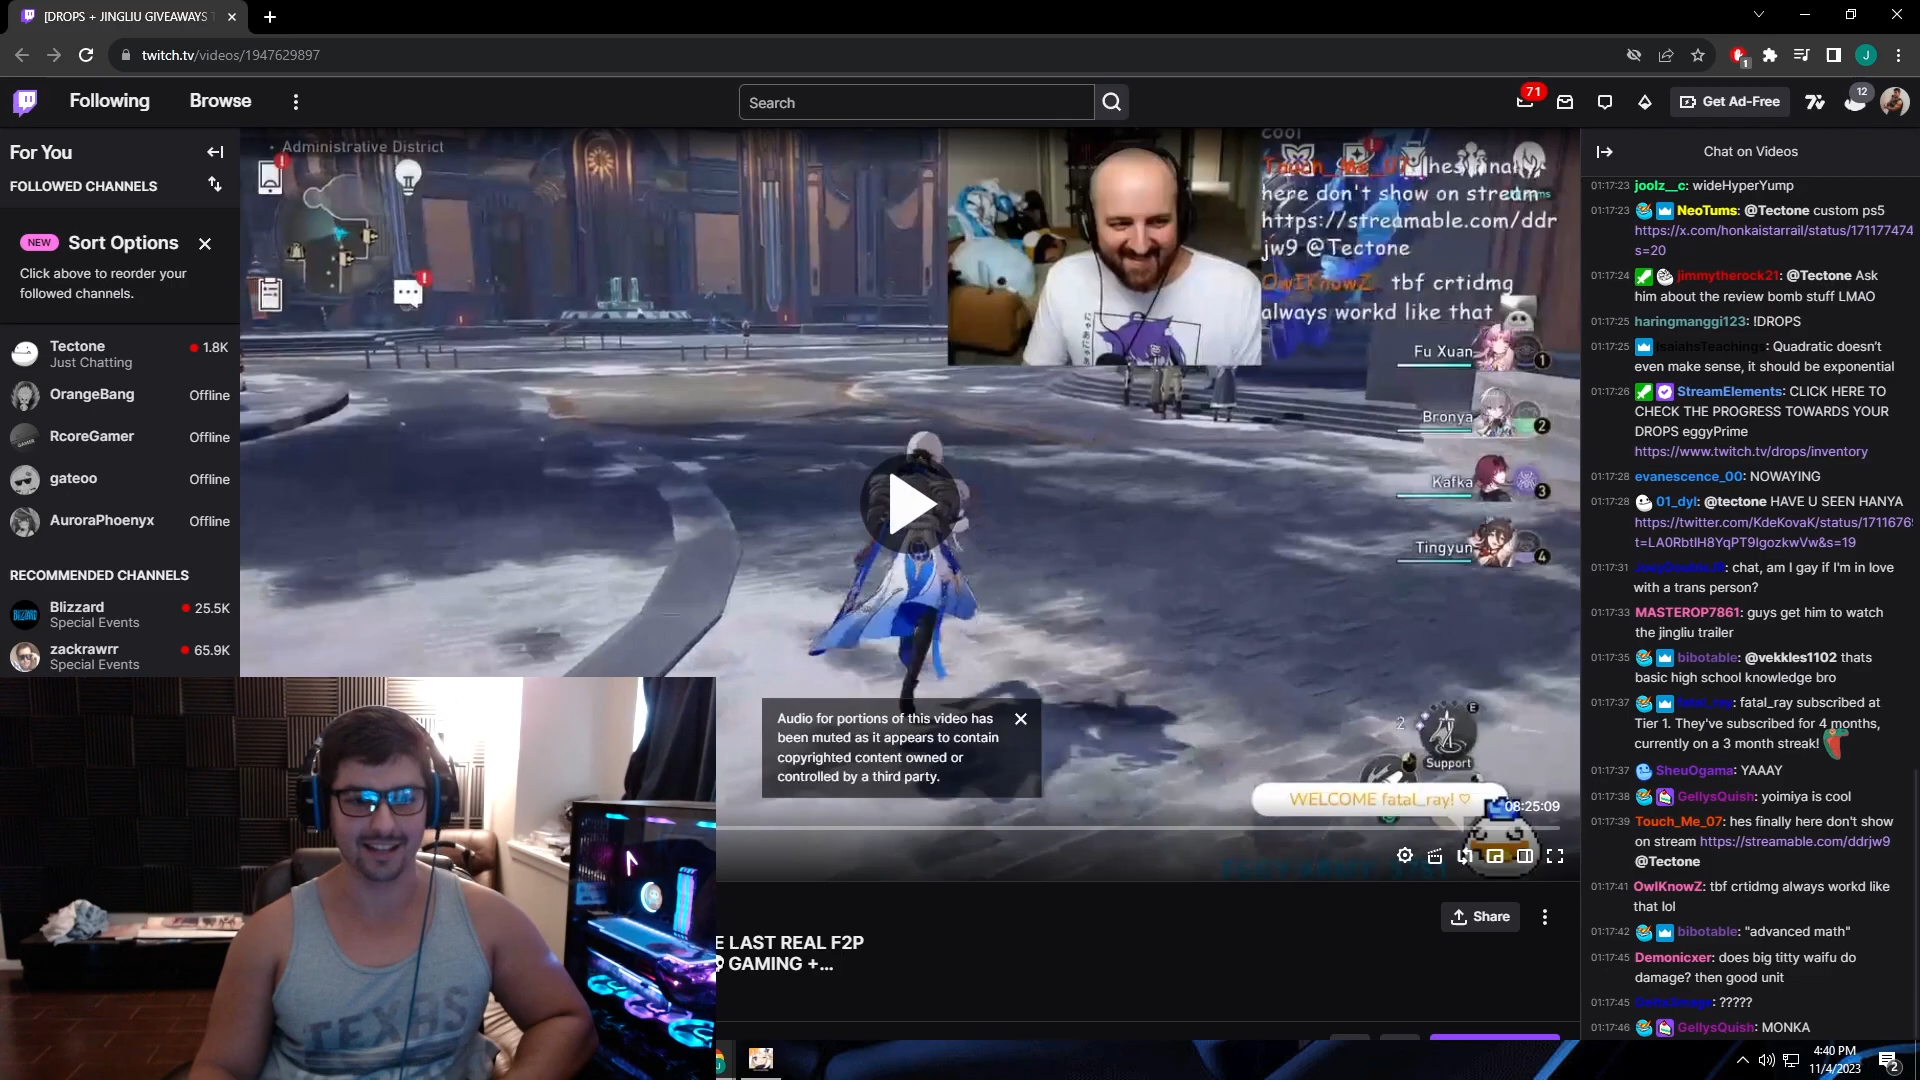 [DROPS + JINGLIU GIVEAWAYS
twitch.tv/videos/1947629897
1
J
Following
Browse
Search
71
Get Ad-Free
12
For You
FOLLOWED CHANNELS
NEW Sort Options
Click above to reorder your
followed channels.
Tectone
1.8K
Just Chatting
OrangeBang
Offline
RcoreGamer
Offline
gateoo
Offline
AuroraPhoenyx
Offline
RECOMMENDED CHANNELS
Blizzard
25.5K
Special Events
zackrawrr
65.9K
Special Events
Administrative District
cool
Touch_Me_07: hes finally
here don't show on stream
https://streamable.com/ddr
jw9 @Tectone
OwlKnowZ: tbf crtidmg
always workd like that
Fu Xuan
1
Bronya
2
Kafka
3
Tingyun
4
Audio for portions of this video has
been muted as it appears to contain
copyrighted content owned or
controlled by a third party.
2
E
Support
WELCOME fatal_ray! ♡
08:25:09
Share
E LAST REAL F2P
GAMING +...
TEXAS
Chat on Videos
01:17:23 joolz__c: wideHyperYump
01:17:23 NeoTums: @Tectone custom ps5
https://x.com/honkaistarrail/status/171177474
s=20
01:17:24 jimmytherock21: @Tectone Ask
him about the review bomb stuff LMAO
01:17:25 haringmanggi123: !DROPS
01:17:25 IsaiahsTeachings: Quadratic doesn't
even make sense, it should be exponential
01:17:26 StreamElements: CLICK HERE TO
CHECK THE PROGRESS TOWARDS YOUR
DROPS eggyPrime
https://www.twitch.tv/drops/inventory
01:17:28 evanescence_00: NOWAYING
01:17:28 01_dyl: @tectone HAVE U SEEN HANYA
https://twitter.com/KdeKovaK/status/1711676
t=LA0RbtIH8YqPT9IgozkwVw&s=19
01:17:31 : chat, am I gay if I'm in love
with a trans person?
01:17:33 MASTEROP7861: guys get him to watch
the jingliu trailer
01:17:35 bibotable: @vekkles1102 thats
basic high school knowledge bro
01:17:37 fatal_ray: fatal_ray subscribed at
Tier 1. They've subscribed for 4 months,
currently on a 3 month streak!
01:17:37 SheuOgama: YAAAY
01:17:38 GellysQuish: yoimiya is cool
01:17:39 Touch_Me_07: hes finally here don't show
on stream https://streamable.com/ddrjw9
@Tectone
01:17:41 OwlKnowZ: tbf crtidmg always workd like
that lol
01:17:42 bibotable: "advanced math"
01:17:45 Demonicxer: does big titty waifu do
damage? then good unit
01:17:45 : ?????
01:17:46 GellysQuish: MONKA
4:40 PM
11/4/2023
2